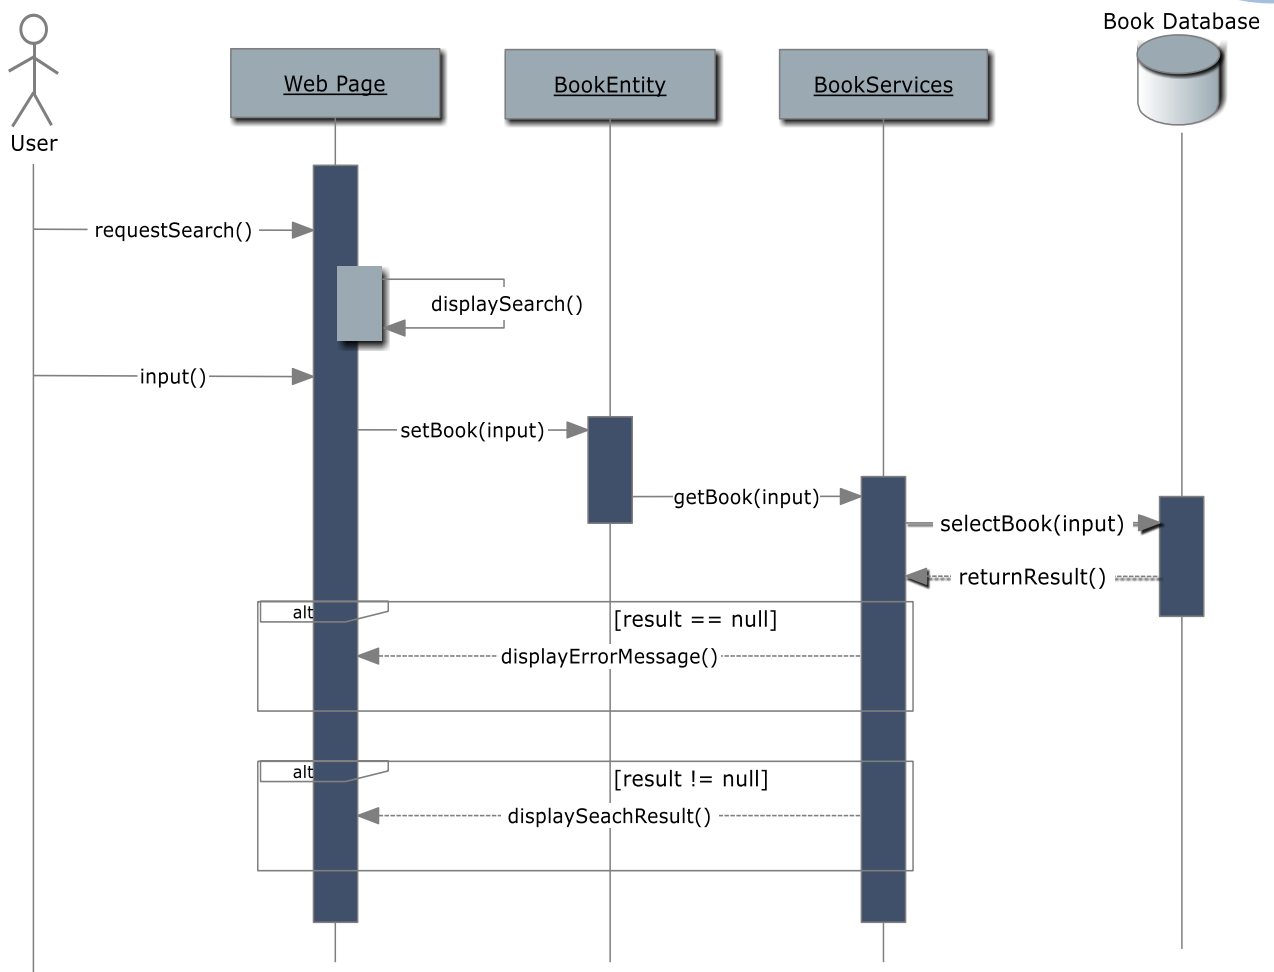 Book Database
Web Page
BookEntity
BookServices
User
requestSearch()
displaySearch()
input()
setBook(input)
getBook(input)
selectBook(input)
returnResult()
alt
[result == null]
displayErrorMessage()
alt
[result != null]
displaySeachResult()